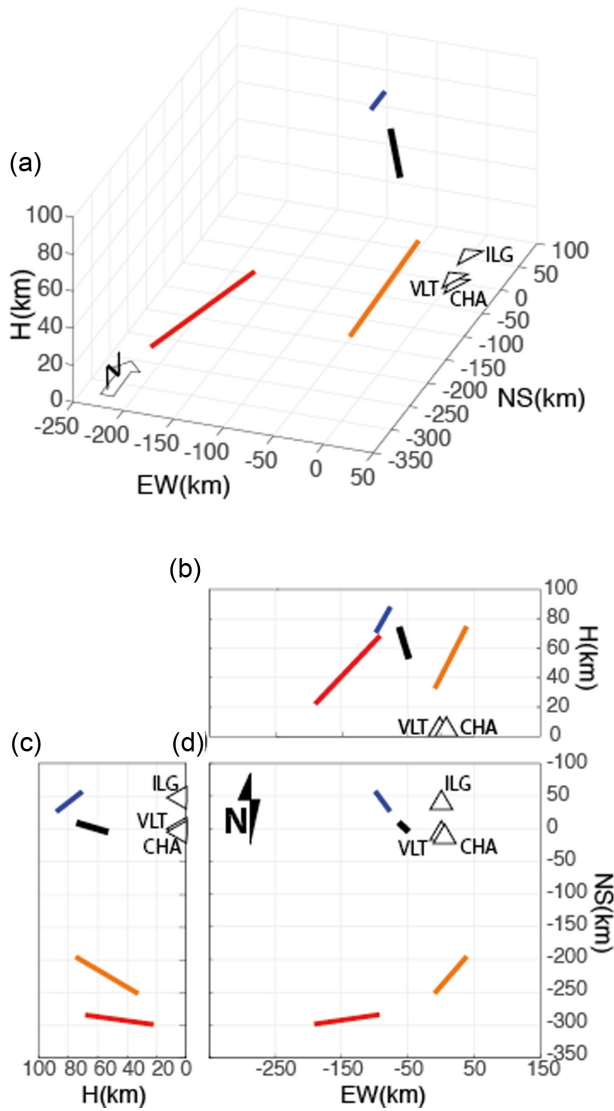 (a)
H(km)
100
80
60
40
20
0
N
-250
-200
-150
-100
-50
0
50
EW(km)
100
50
0
-50
-100
-150
-200
-250
-300
-350
NS(km)
ILG
VLT
CHA
(b)
100
80
60
40
20
0
H(km)
VLT CHA
(c)
ILG
VLT
CHA
100 80 60 40 20 0
H(km)
(d)
N
ILG
VLT CHA
-100
50
0
-50
-100
-150
-200
-250
-300
-350
NS(km)
-250 -150 -50 50 150
EW(km)